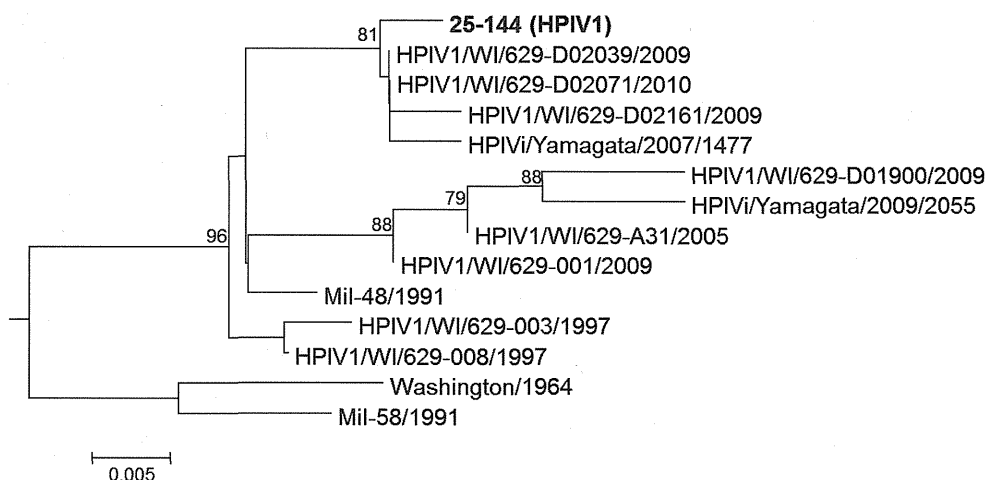 25-144 (HPIV1)
81
HPIV1/WI/629-D02039/2009
HPIV1/WI/629-D02071/2010
HPIV1/WI/629-D02161/2009
HPIVi/Yamagata/2007/1477
88
HPIV1/WI/629-D01900/2009
79
HPIVi/Yamagata/2009/2055
88
HPIV1/WI/629-A31/2005
96
HPIV1/WI/629-001/2009
Mil-48/1991
HPIV1/WI/629-003/1997
HPIV1/WI/629-008/1997
Washington/1964
Mil-58/1991
0.005